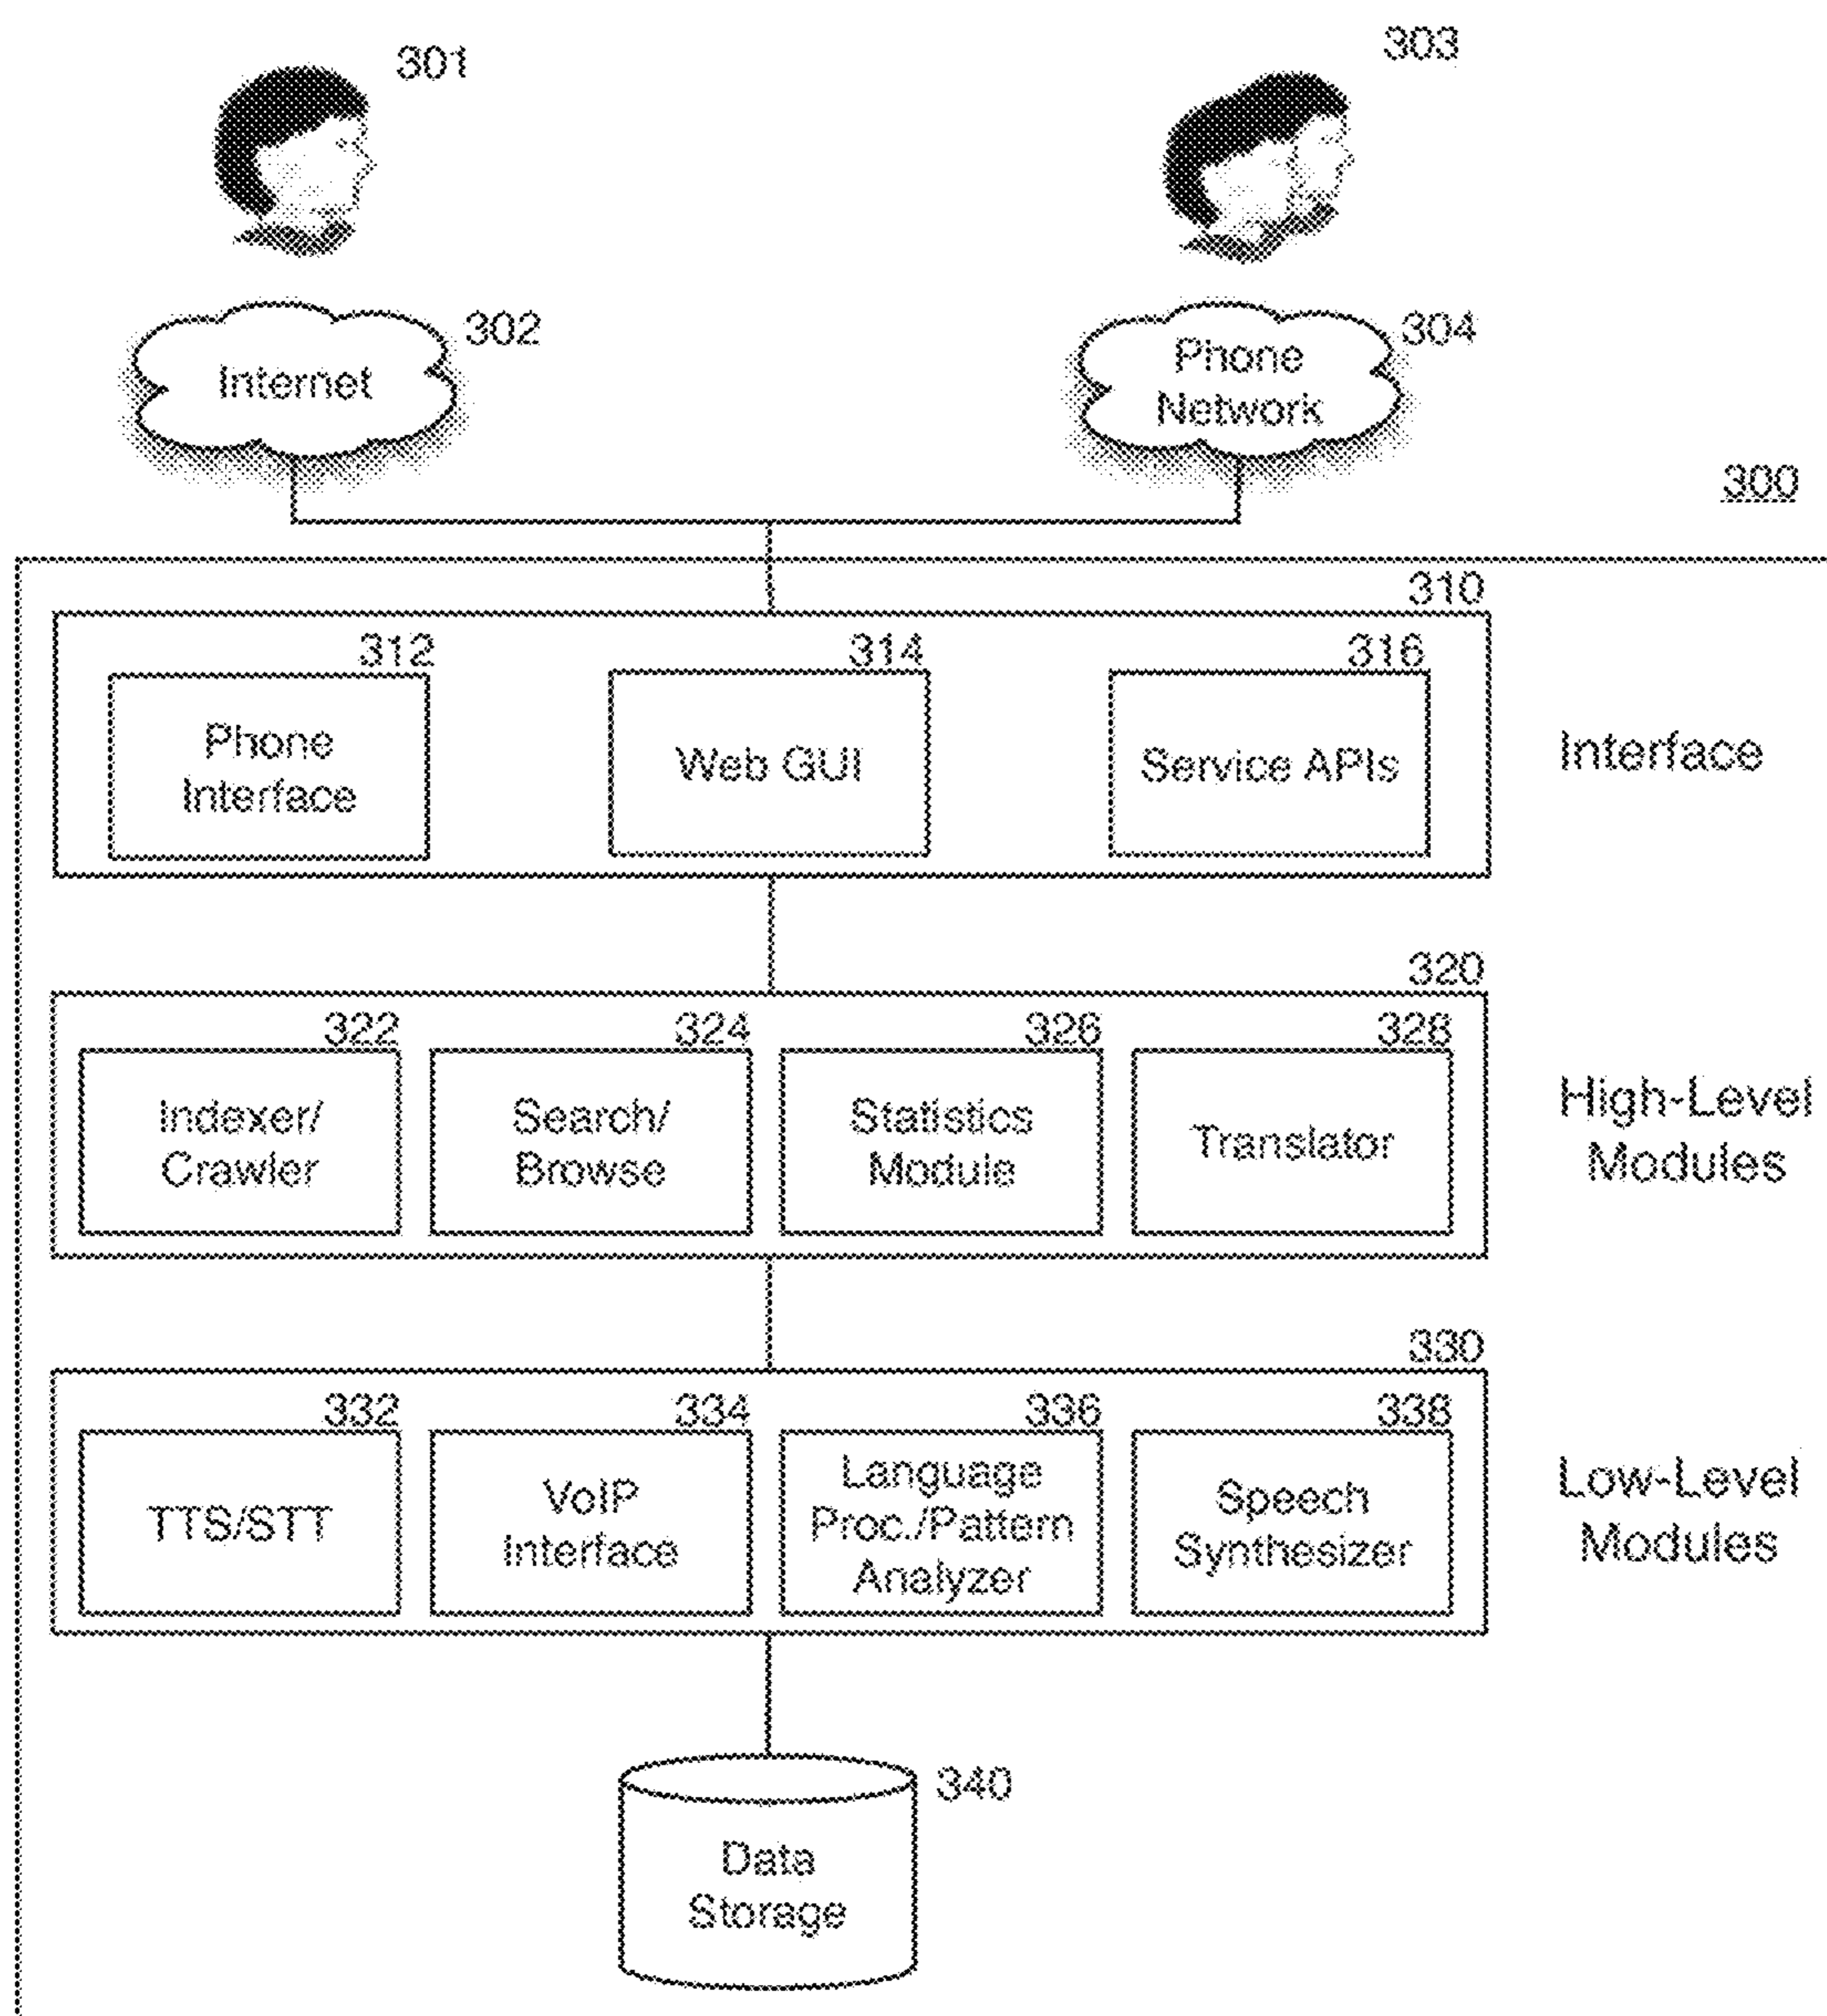 301
303
302
Internet
304
Phone
Network
300
310
312
Phone
Interface
314
Web GUI
316
Service APIs
Interface
320
322
Indexer/
Crawler
324
Search/
Browse
326
Statistics
Module
328
Translator
High-Level
Modules
330
332
TTS/STT
334
VoIP
Interface
336
Language
Proc./Pattern
Analyzer
338
Speech
Synthesizer
Low-Level
Modules
340
Data
Storage